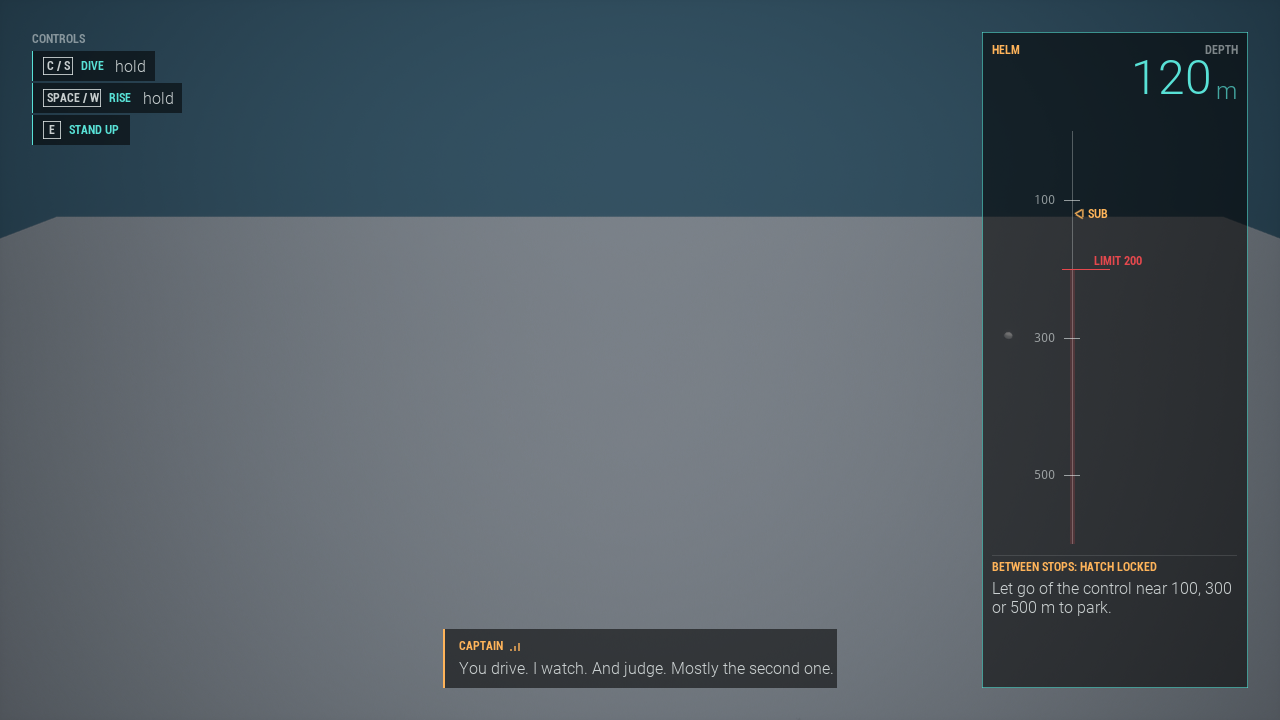 CONTROLS
C / S DIVE hold
SPACE / W RISE hold
E STAND UP
HELM DEPTH
120 m
100
SUB
LIMIT 200
300
500
BETWEEN STOPS: HATCH LOCKED
Let go of the control near 100, 300
or 500 m to park.
CAPTAIN
You drive. I watch. And judge. Mostly the second one.